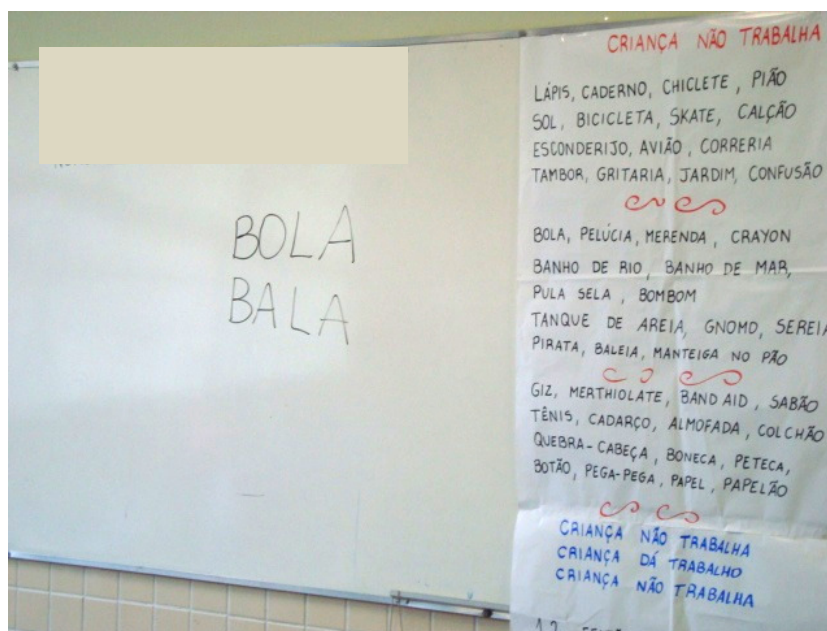 BOLA
BALA
CRIANÇA NÃO TRABALHA
LÁPIS, CADERNO, CHICLETE, PIÃO
SOL, BICICLETA, SKATE, CALÇÃO
ESCONDERIJO, AVIÃO, CORRERIA
TAMBOR, GRITARIA, JARDIM, CONFUSÃO
BOLA, PELÚCIA, MERENDA, CRAYON
BANHO DE RIO, BANHO DE MAR,
PULA SELA, BOMBOM
TANQUE DE AREIA, GNOMO, SEREIA
PIRATA, BALEIA, MANTEIGA NO PÃO
GIZ, MERTHIOLATE, BAND AID, SABÃO
TÊNIS, CADARÇO, ALMOFADA, COLCHÃO
QUEBRA-CABEÇA, BONECA, PETECA,
BOTÃO, PEGA-PEGA, PAPEL, PAPELÃO
CRIANÇA NÃO TRABALHA
CRIANÇA DÁ TRABALHO
CRIANÇA NÃO TRABALHA